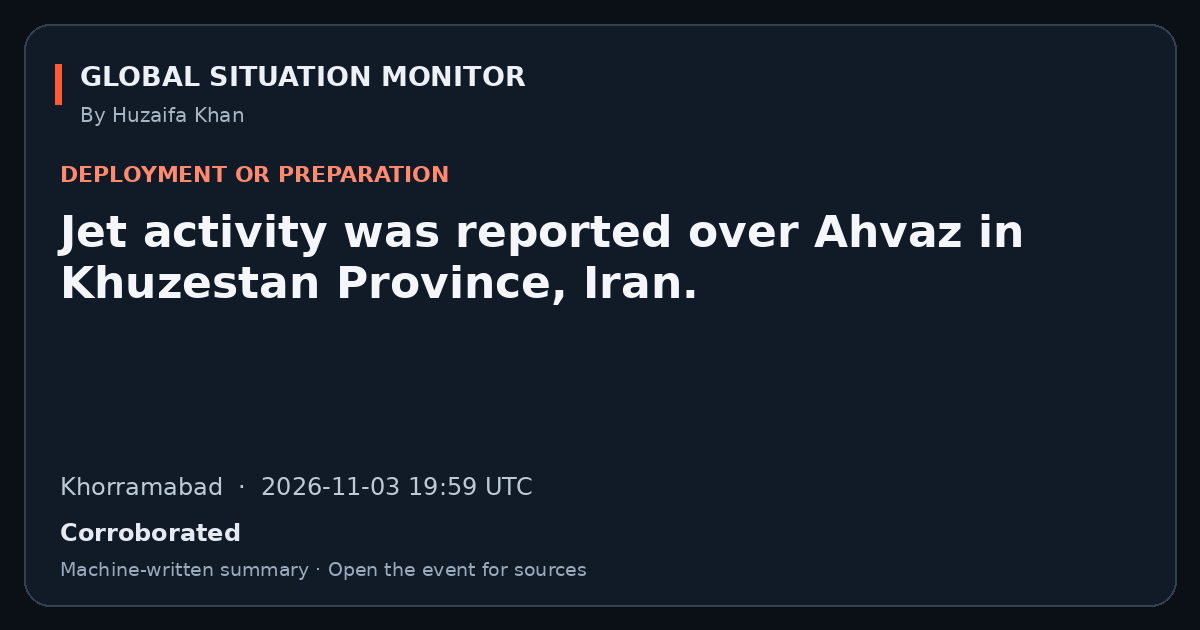 GLOBAL SITUATION MONITOR
By Huzaifa Khan
DEPLOYMENT OR PREPARATION
Jet activity was reported over Ahvaz in
Khuzestan Province, Iran.
Khorramabad · 2026-11-03 19:59 UTC
Corroborated
Machine-written summary · Open the event for sources